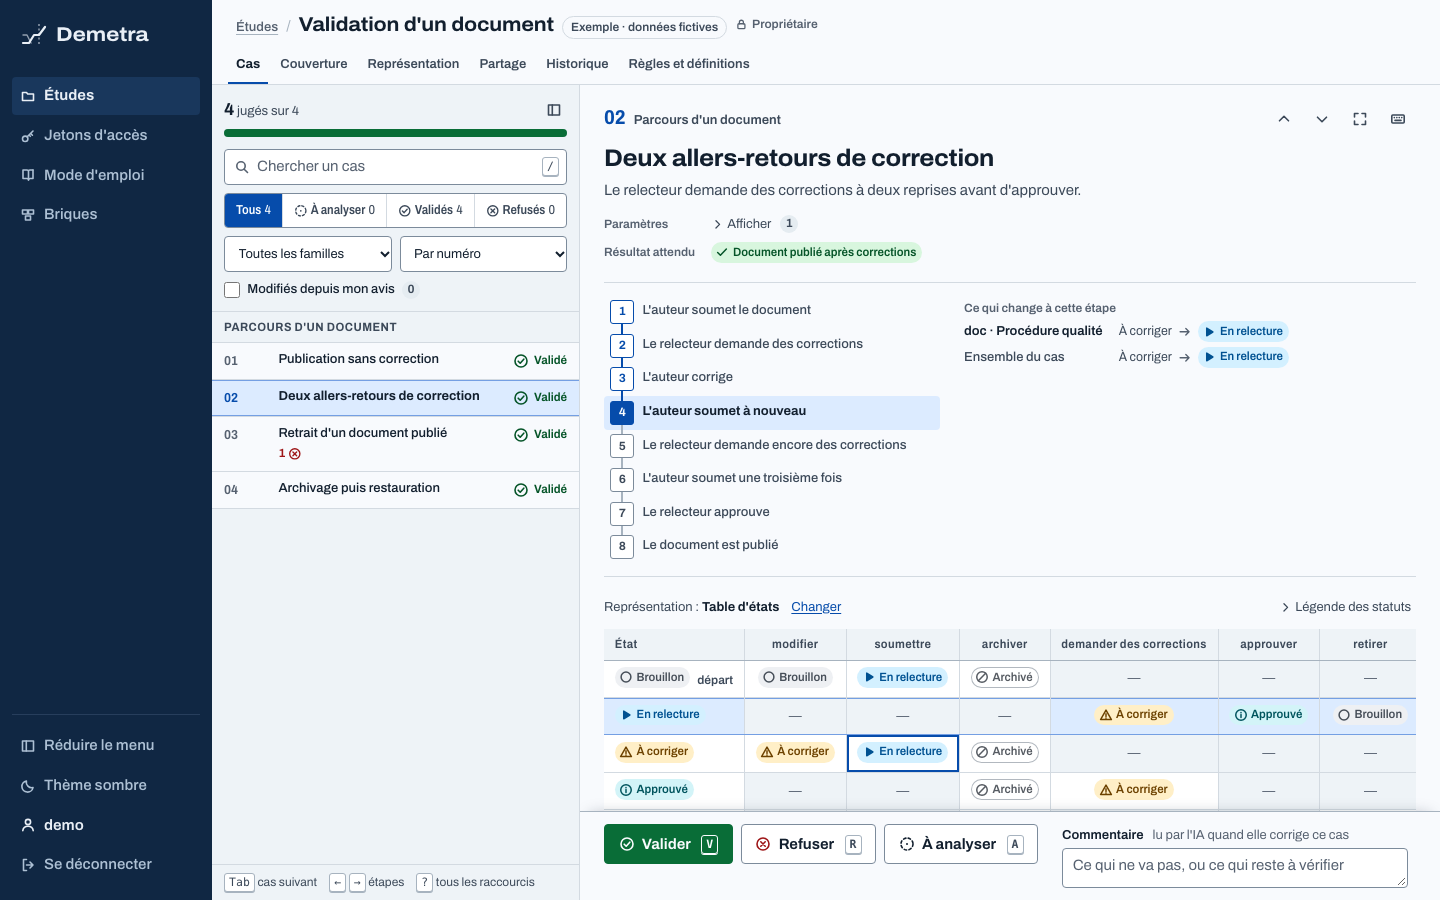 Demetra
Études
Jetons d'accès
Mode d'emploi
Briques
Réduire le menu
Thème sombre
demo
Se déconnecter
Études / Validation d'un document Exemple · données fictives Propriétaire
Cas Couverture Représentation Partage Historique Règles et définitions
4 jugés sur 4
Chercher un cas /
Tous 4 À analyser 0 Validés 4 Refusés 0
Toutes les familles Par numéro
Modifiés depuis mon avis 0
PARCOURS D'UN DOCUMENT
01 Publication sans correction Validé
02 Deux allers-retours de correction Validé
03 Retrait d'un document publié Validé
1
04 Archivage puis restauration Validé
Tab cas suivant ← → étapes ? tous les raccourcis
02 Parcours d'un document
Deux allers-retours de correction
Le relecteur demande des corrections à deux reprises avant d'approuver.
Paramètres Afficher 1
Résultat attendu Document publié après corrections
1 L'auteur soumet le document
2 Le relecteur demande des corrections
3 L'auteur corrige
4 L'auteur soumet à nouveau
5 Le relecteur demande encore des corrections
6 L'auteur soumet une troisième fois
7 Le relecteur approuve
8 Le document est publié
Ce qui change à cette étape
doc · Procédure qualité À corriger → En relecture
Ensemble du cas À corriger → En relecture
Représentation : Table d'états Changer Légende des statuts
État modifier soumettre archiver demander des corrections approuver retirer
Brouillon départ Brouillon En relecture Archivé — — —
En relecture — — — À corriger Approuvé Brouillon
À corriger À corriger En relecture Archivé — — —
Approuvé — — Archivé À corriger — —
Valider V Refuser R À analyser A
Commentaire lu par l'IA quand elle corrige ce cas
Ce qui ne va pas, ou ce qui reste à vérifier